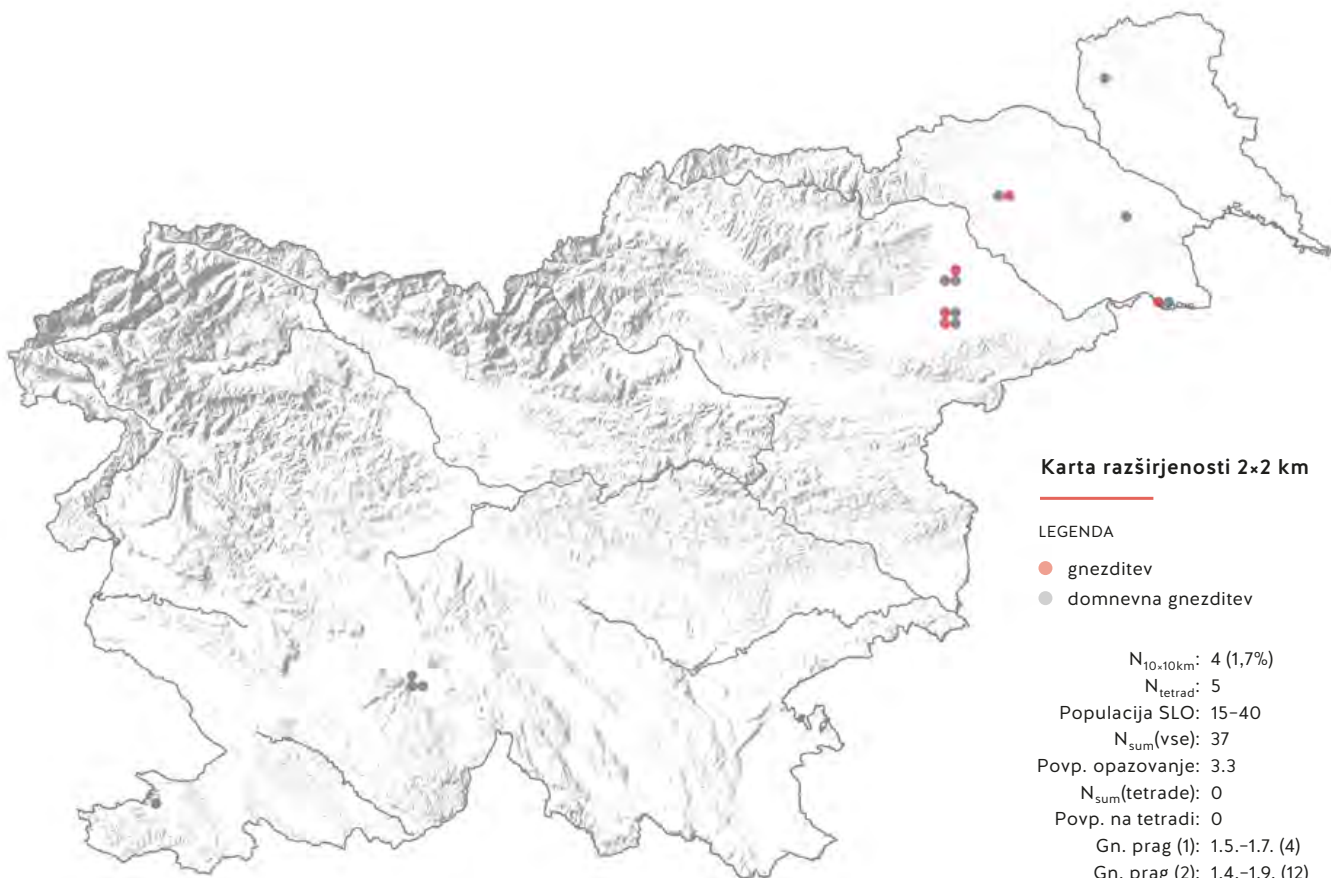 Karta razširjenosti 2×2 km
LEGENDA
gnezditev
domnevna gnezditev
N10×10km: 4 (1,7%)
Ntetrad: 5
Populacija SLO: 15–40
Nsum(vse): 37
Povp. opazovanje: 3.3
Nsum(tetrade): 0
Povp. na tetradi: 0
Gn. prag (1): 1.5.–1.7. (4)
Gn. prag (2): 1.4.–1.9. (12)